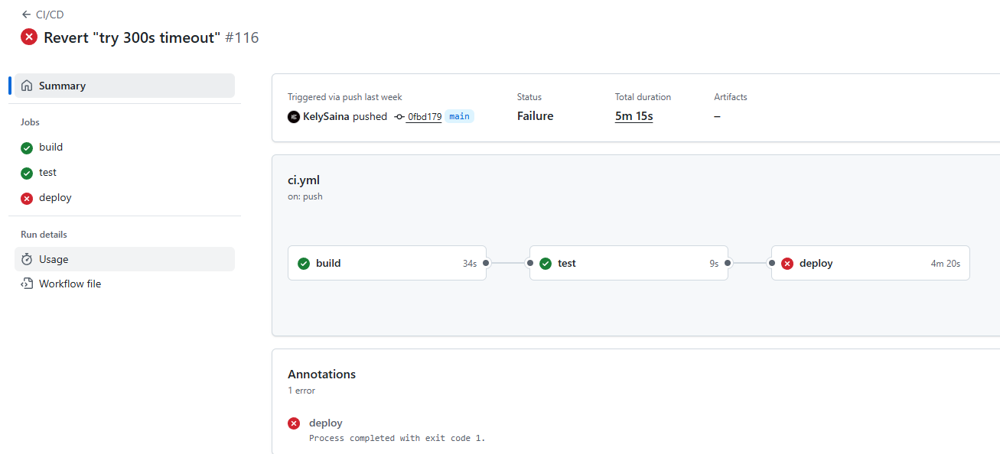 ← CI/CD
Revert "try 300s timeout" #116
Summary
Jobs
build
test
deploy
Run details
Usage
Workflow file
Triggered via push last week
KelySaina pushed 0fbd179 main
Status
Failure
Total duration
5m 15s
Artifacts
–
ci.yml
on: push
build 34s
test 9s
deploy 4m 20s
Annotations
1 error
deploy
Process completed with exit code 1.